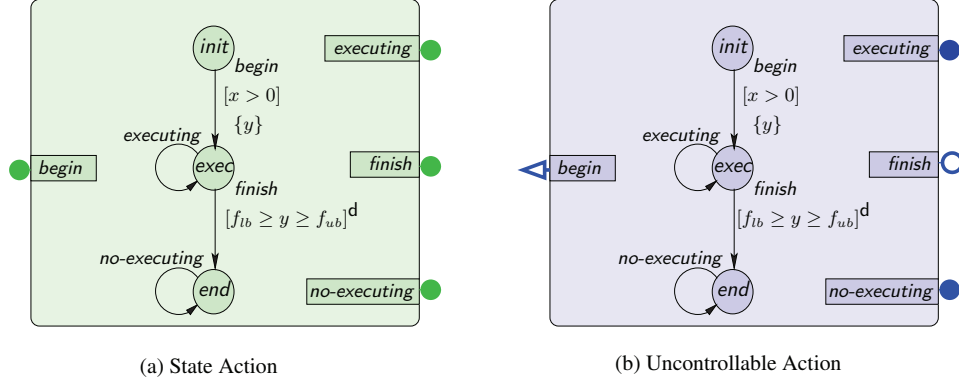 init
executing
begin
[x > 0]
{y}
executing
begin
exec
finish
finish
[f_lb ≥ y ≥ f_ub]^d
no-executing
end
no-executing
(a) State Action
init
executing
begin
[x > 0]
{y}
executing
begin
exec
finish
finish
[f_lb ≥ y ≥ f_ub]^d
no-executing
end
no-executing
(b) Uncontrollable Action